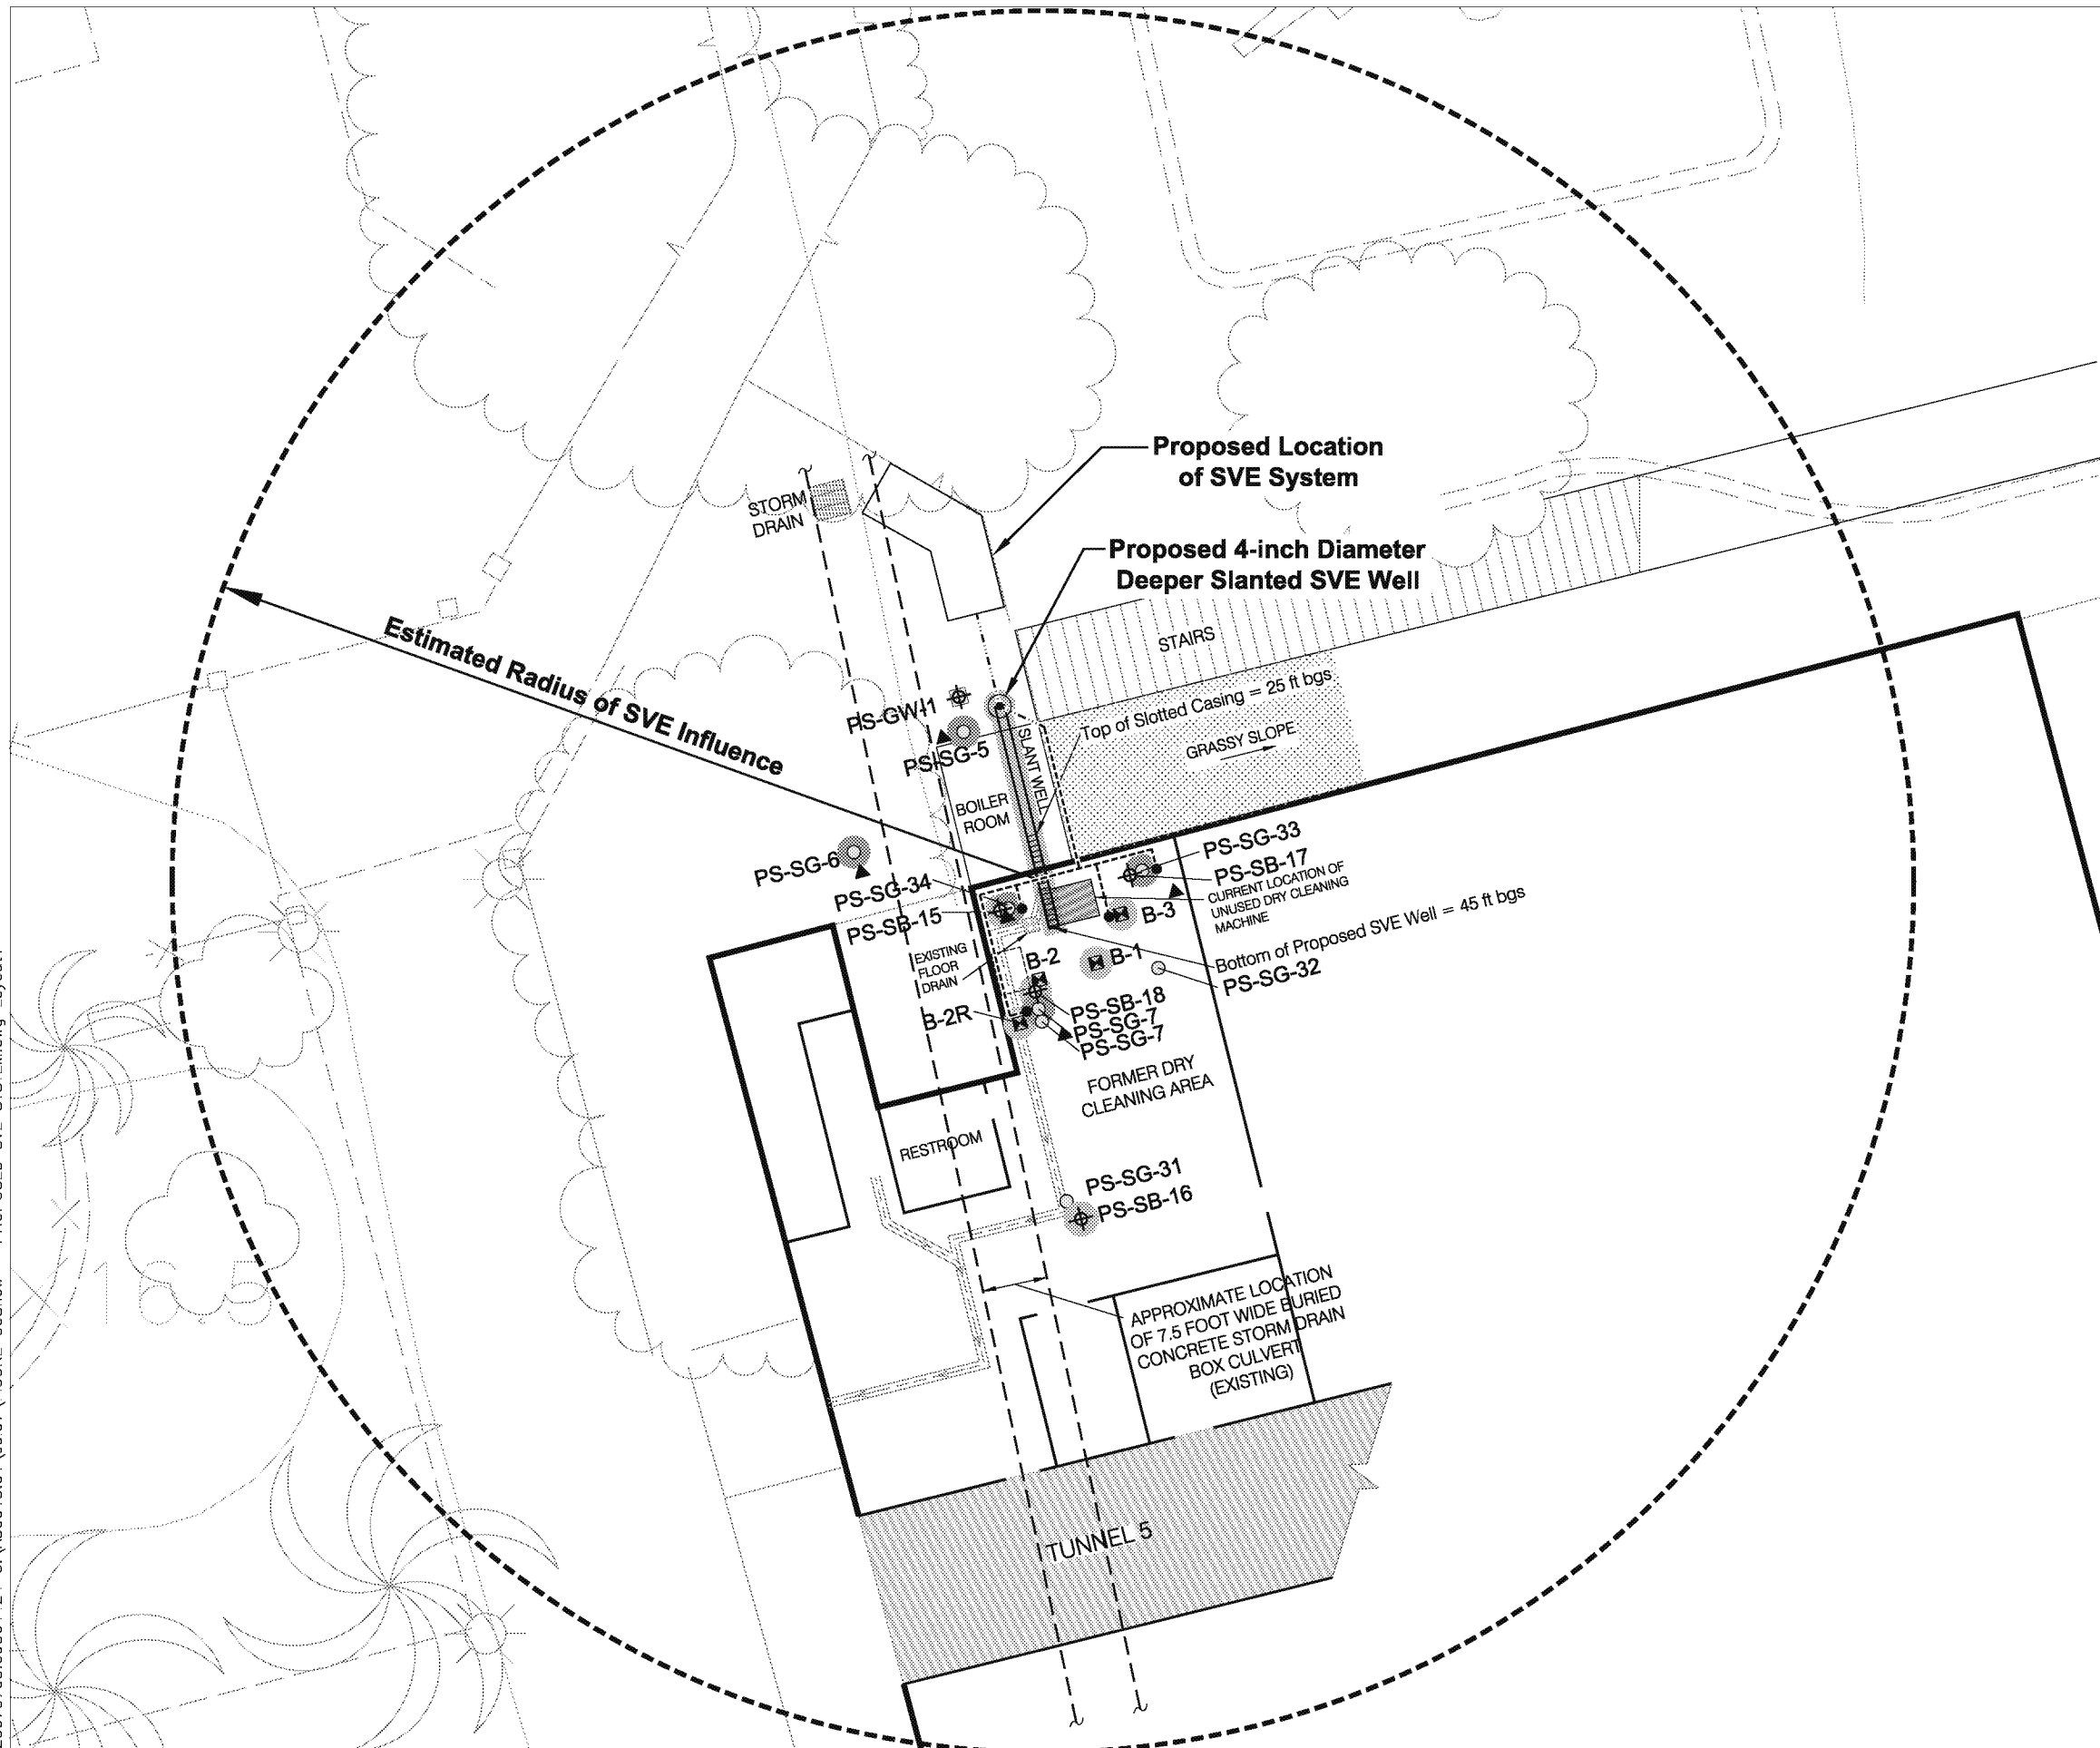 Proposed Location
of SVE System
STORM
DRAIN
Proposed 4-inch Diameter
Deeper Slanted SVE Well
Estimated Radius of SVE Influence
STAIRS
Top of Slotted Casing = 25 ft bgs
GRASSY SLOPE
PS-GW-1
PS-SG-5
SLANT WELL
BOILER
ROOM
PS-SG-6
PS-SG-34
PS-SB-15
PS-SG-33
PS-SB-17
CURRENT LOCATION OF
UNUSED DRY CLEANING
MACHINE
B-3
EXISTING
FLOOR
DRAIN
B-2
B-1
Bottom of Proposed SVE Well = 45 ft bgs
PS-SG-32
B-2R
PS-SB-18
PS-SG-7
PS-SG-7
FORMER DRY
CLEANING AREA
RESTROOM
PS-SG-31
PS-SB-16
APPROXIMATE LOCATION
OF 7.5 FOOT WIDE BURIED
CONCRETE STORM DRAIN
BOX CULVERT
(EXISTING)
TUNNEL 5